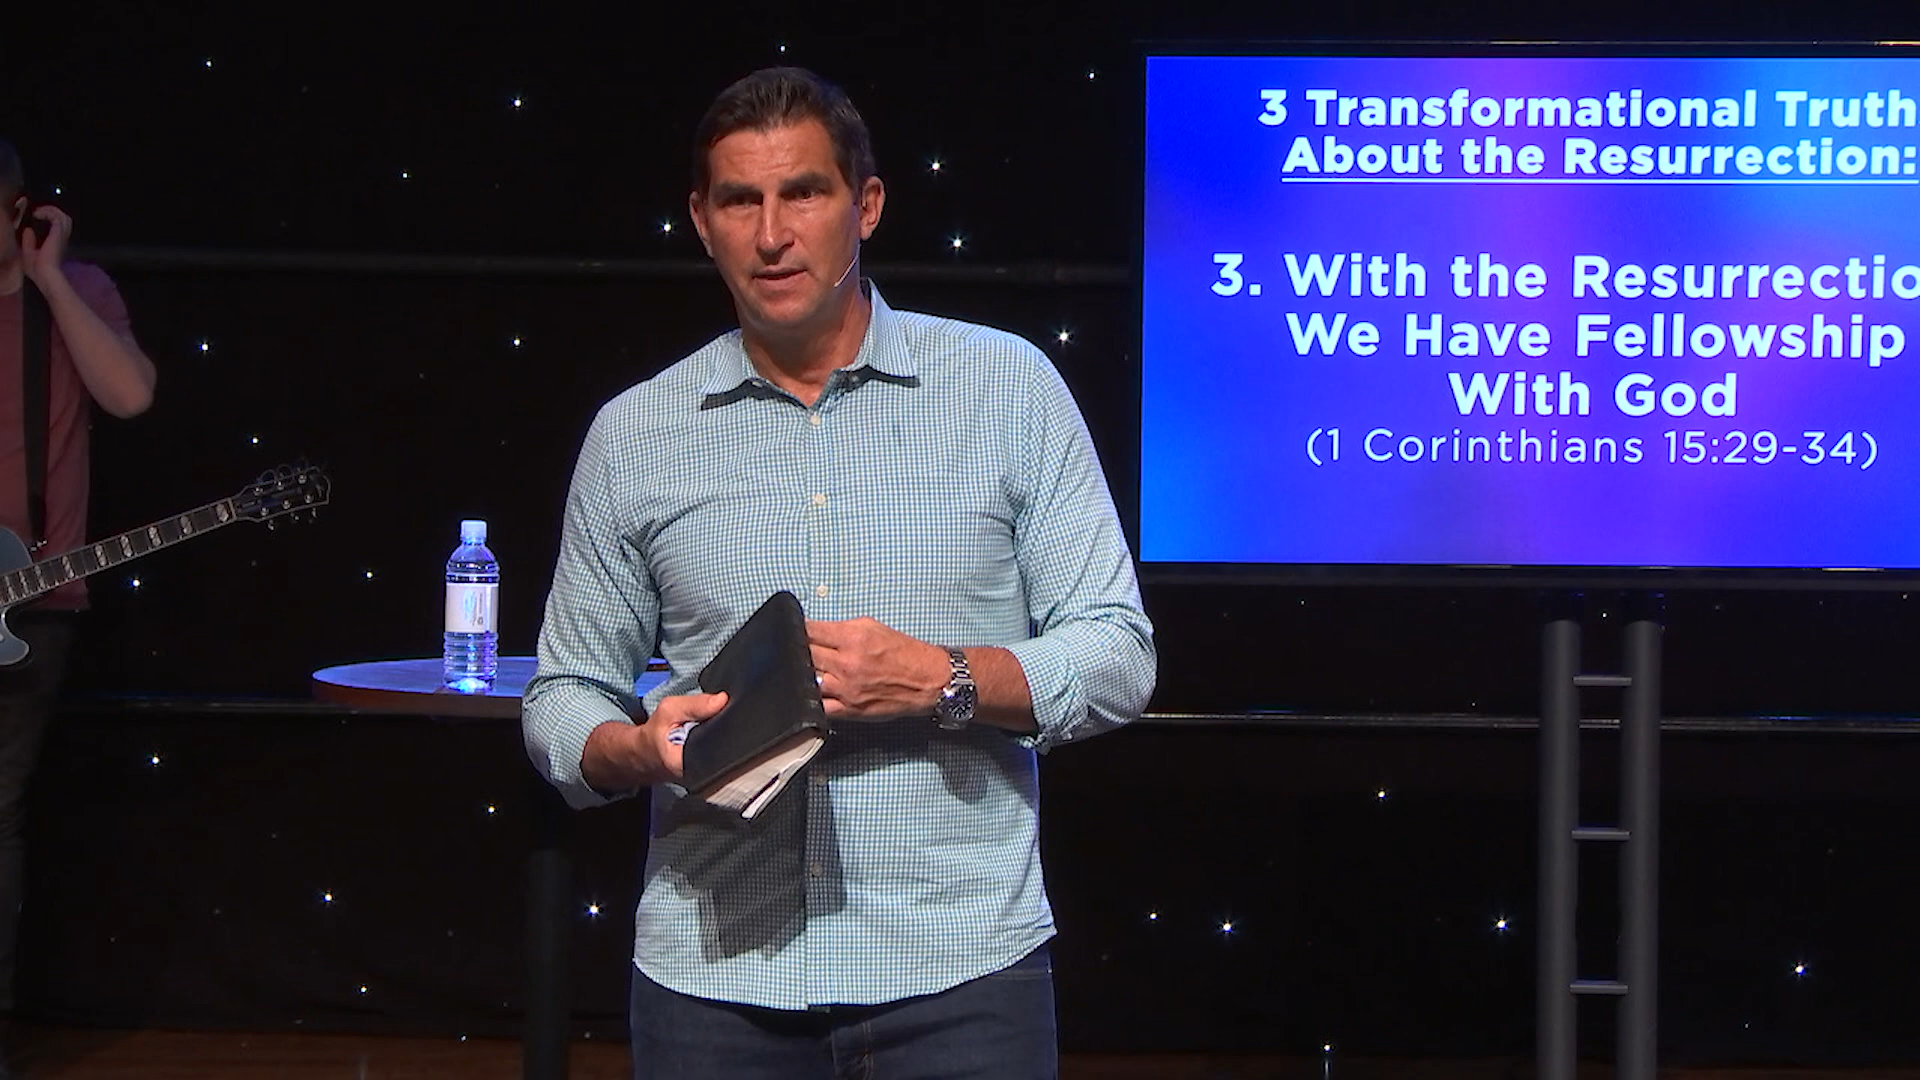 3 Transformational Truth
About the Resurrection:
3. With the Resurrectio
We Have Fellowship
With God
(1 Corinthians 15:29-34)